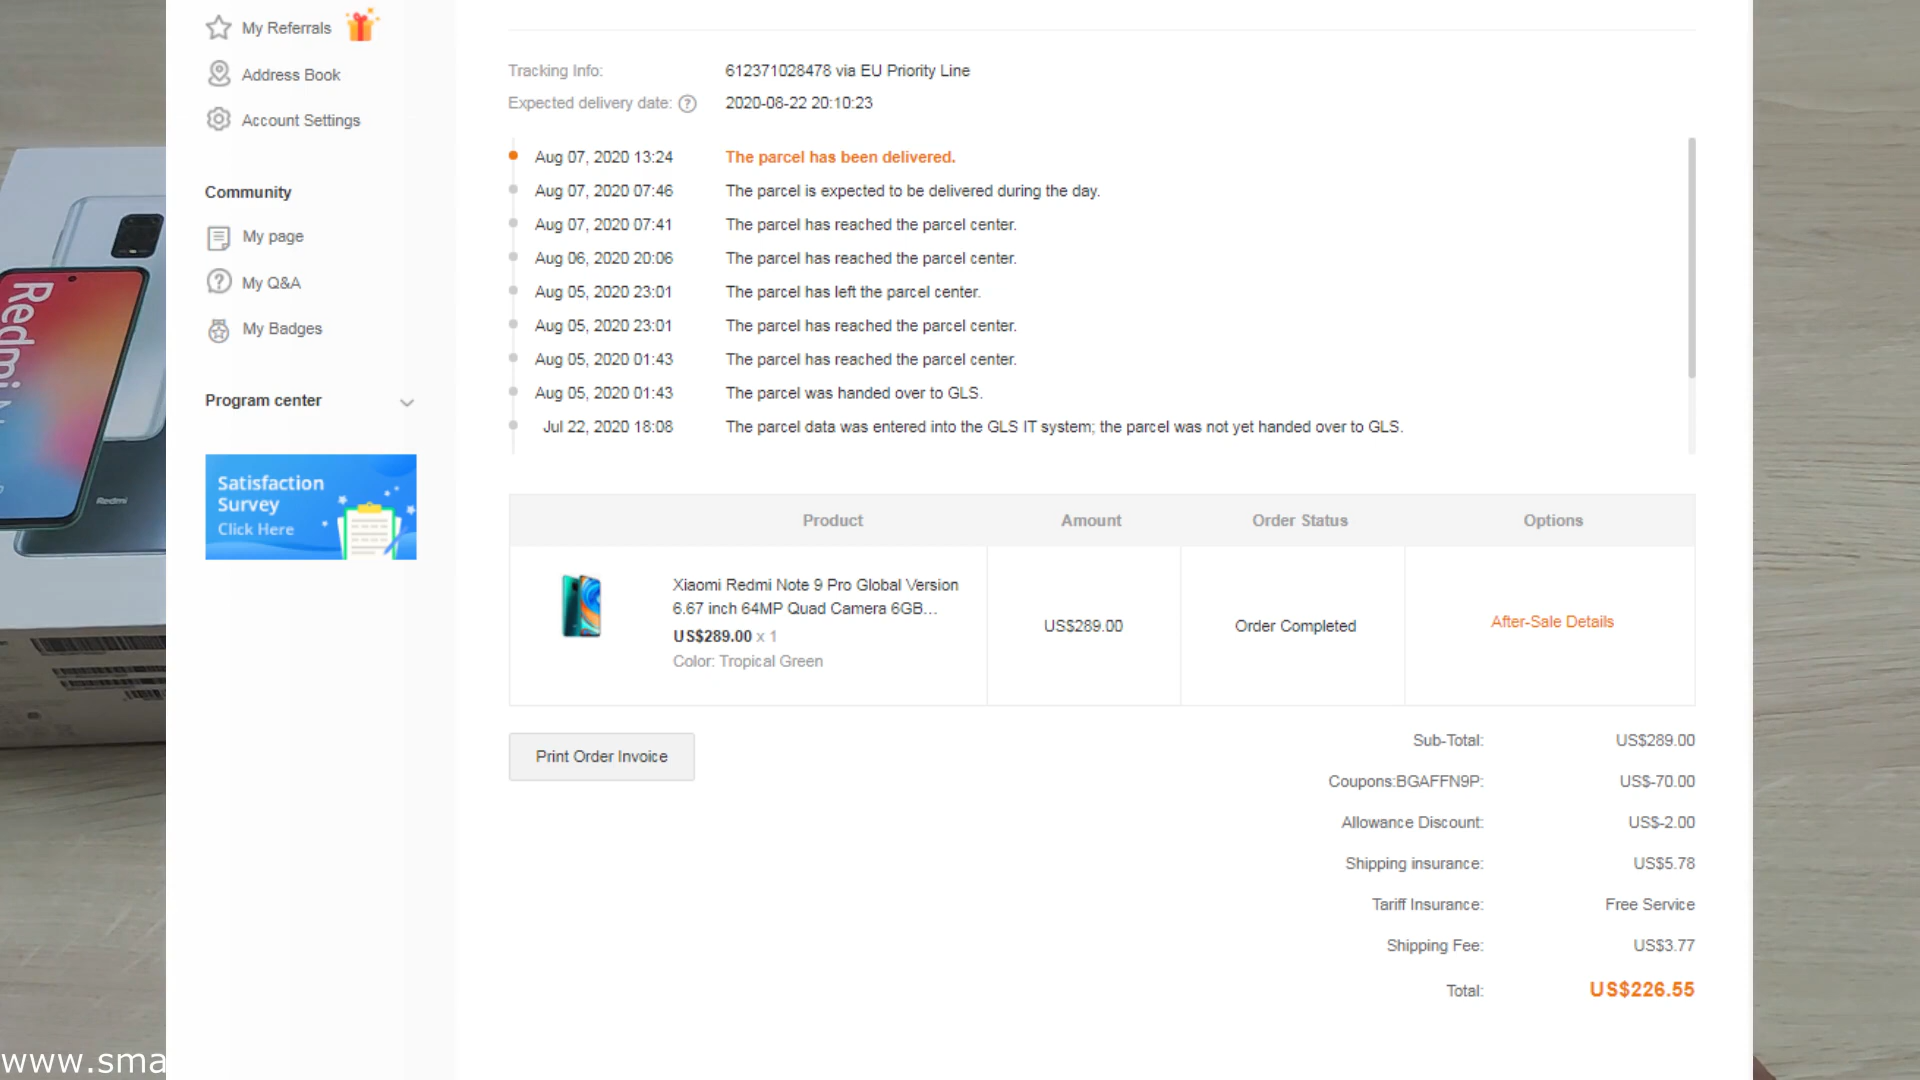 My Referrals
Address Book
Account Settings
Community
My page
My Q&A
My Badges
Program center
Satisfaction
Survey
Click Here
Tracking Info: 612371028478 via EU Priority Line
Expected delivery date: ? 2020-08-22 20:10:23
Aug 07, 2020 13:24 The parcel has been delivered.
Aug 07, 2020 07:46 The parcel is expected to be delivered during the day.
Aug 07, 2020 07:41 The parcel has reached the parcel center.
Aug 06, 2020 20:06 The parcel has reached the parcel center.
Aug 05, 2020 23:01 The parcel has left the parcel center.
Aug 05, 2020 23:01 The parcel has reached the parcel center.
Aug 05, 2020 01:43 The parcel has reached the parcel center.
Aug 05, 2020 01:43 The parcel was handed over to GLS.
Jul 22, 2020 18:08 The parcel data was entered into the GLS IT system; the parcel was not yet handed over to GLS.
Product Amount Order Status Options
Xiaomi Redmi Note 9 Pro Global Version
6.67 inch 64MP Quad Camera 6GB...
US$289.00 x 1
Color: Tropical Green
US$289.00
Order Completed
After-Sale Details
Print Order Invoice
Sub-Total: US$289.00
Coupons:BGAFFN9P: US$-70.00
Allowance Discount: US$-2.00
Shipping insurance: US$5.78
Tariff Insurance: Free Service
Shipping Fee: US$3.77
Total: US$226.55
Redmi
Redmi
www.sma